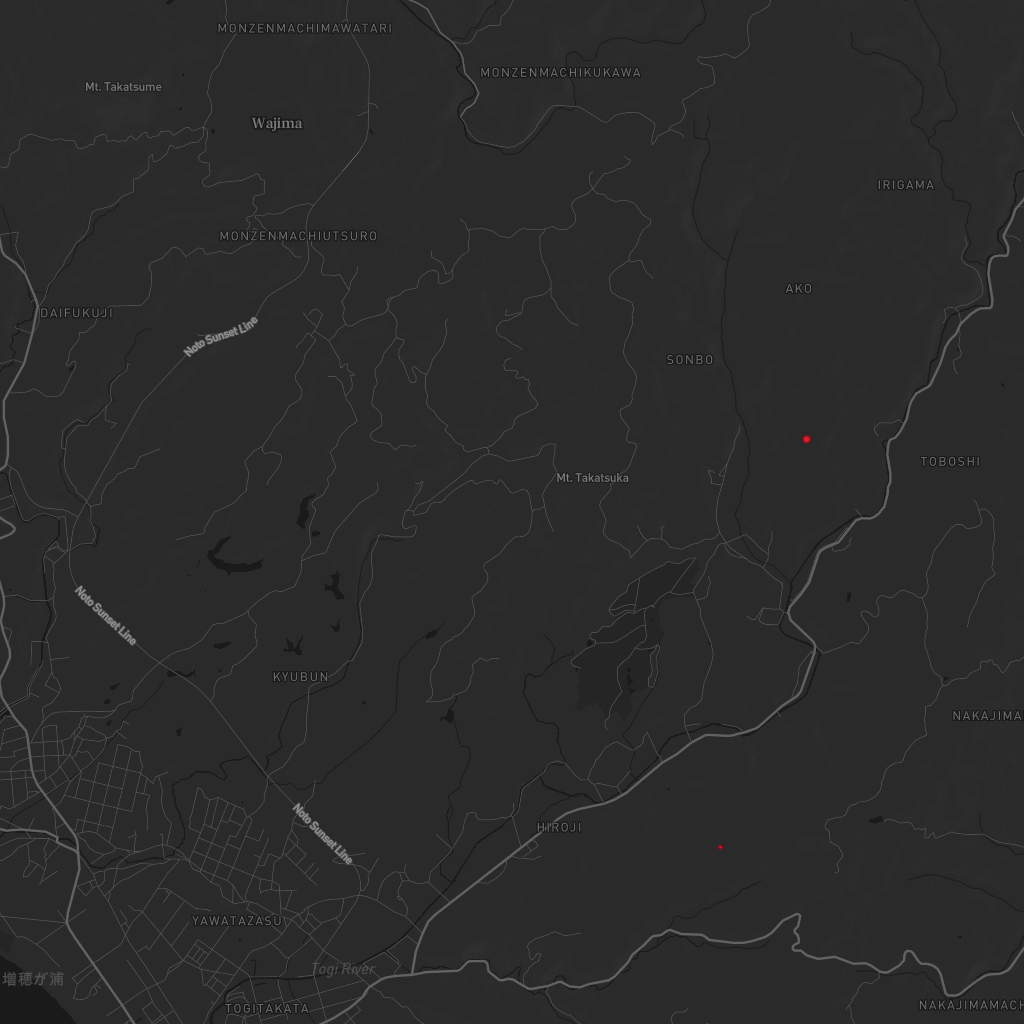 MONZENMACHIMAWATARI
MONZENMACHIKUKAWA
Mt. Takatsume
Wajima
IRIGAMA
MONZENMACHIUTSURO
AKO
DAIFUKUJI
Noto Sunset Line
SONBO
TOBOSHI
Mt. Takatsuka
Noto Sunset Line
KYUBUN
NAKAJIMA
Noto Sunset Line
HIROJI
YAWATAZASU
Togi River
増穂が浦
TOGITAKATA
NAKAJIMAMACH